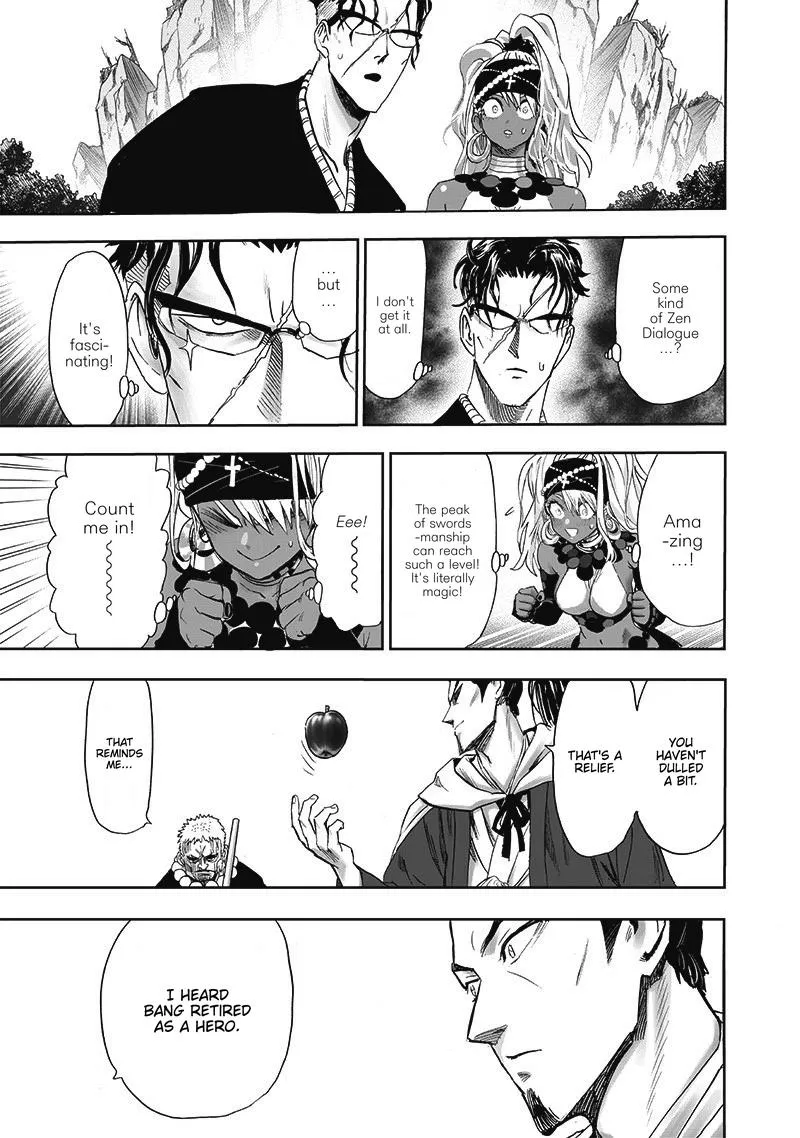 Some
kind
of Zen
Dialogue
...?
I don't
get it
at all.
...
but
...
It's
fasci-
nating!
Ama
-zing
...!
The peak
of swords
-manship
can reach
such a level!
It's literally
magic!
Eee!
Count
me in!
YOU
HAVEN'T
DULLED
A BIT.
THAT'S A
RELIEF.
THAT
REMINDS
ME...
I HEARD
BANG RETIRED
AS A HERO.